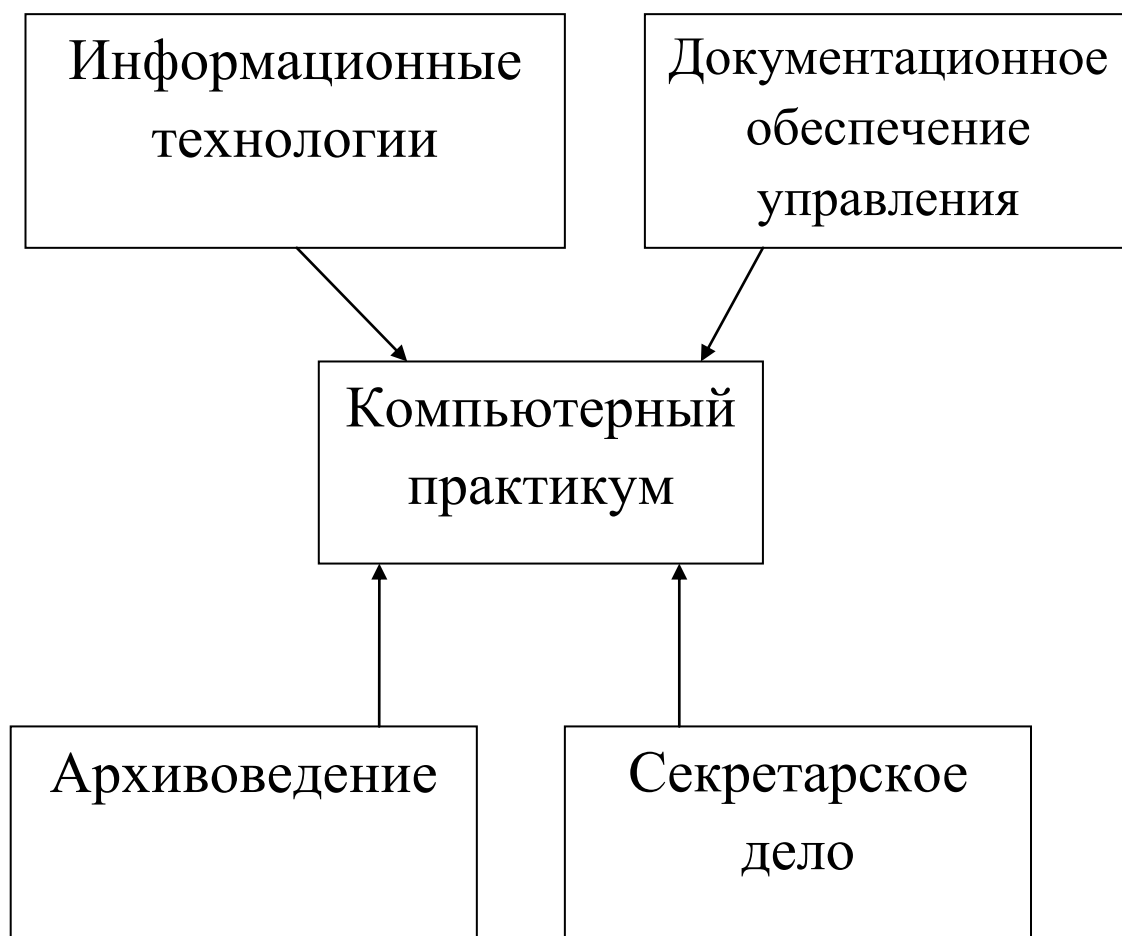 Информационные
технологии
Документационное
обеспечение
управления
Компьютерный
практикум
Архивоведение
Секретарское
дело